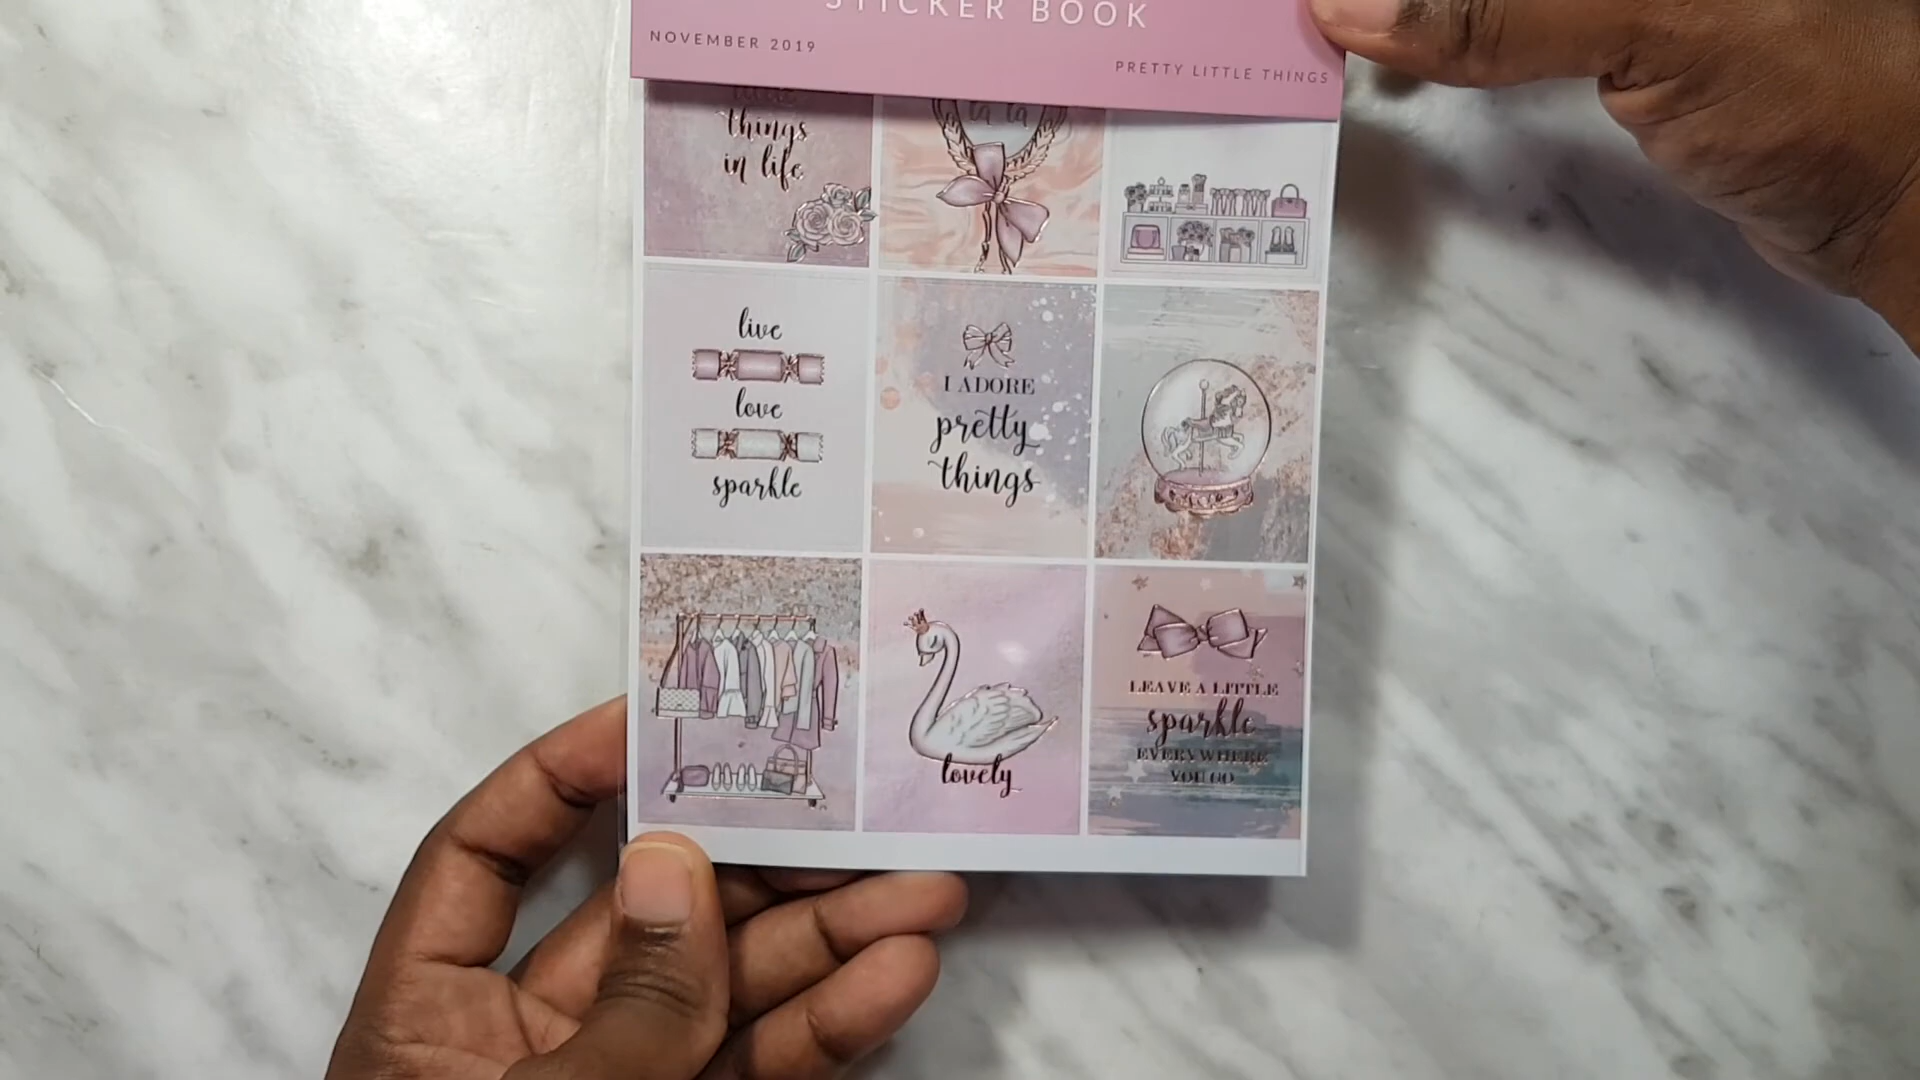 STICKER BOOK
NOVEMBER 2019
PRETTY LITTLE THINGS
things
in life
la la
live
love
sparkle
I ADORE
pretty
things
lovely
LEAVE A LITTLE
sparkle
EVERYWHERE
YOU GO